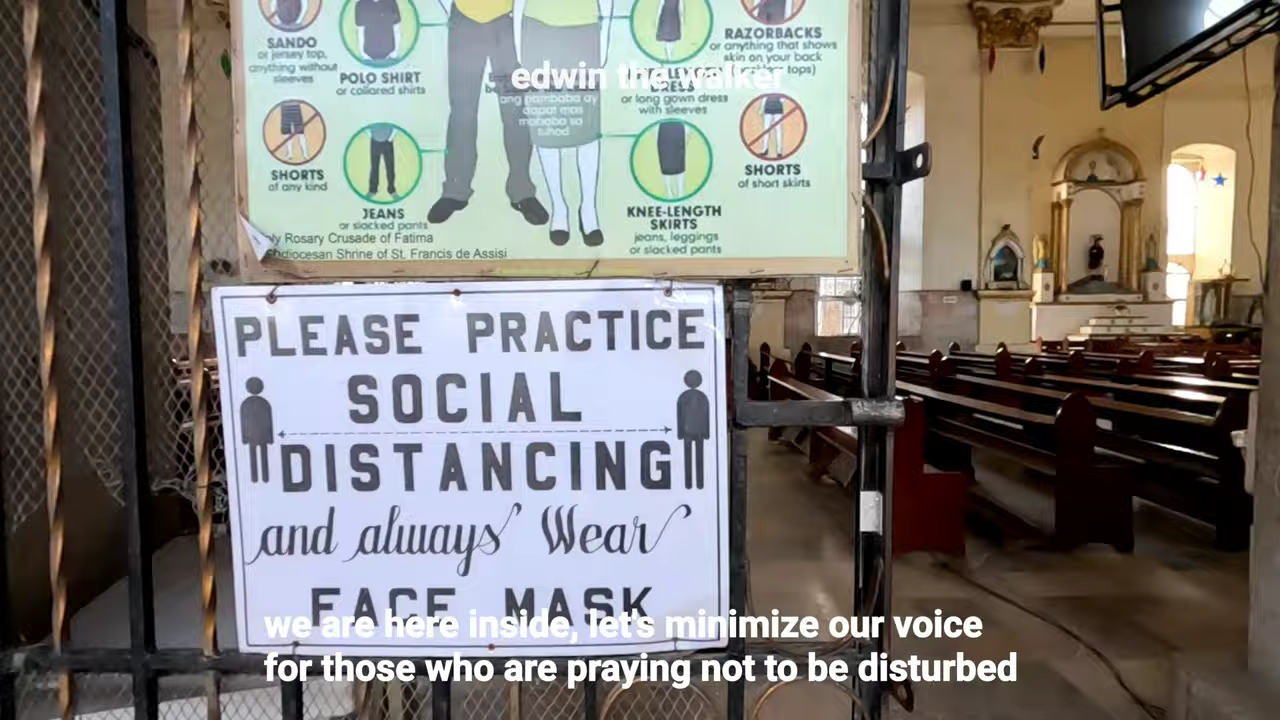 SANDO
or jersey top,
anything without
sleeves
POLO SHIRT
or collared shirts
SHORTS
of any kind
JEANS
or slacked pants
edwin the walker
ang pambaba ay
dapat mas
mababa sa
tuhod
DRESS
or long gown dress
with sleeves
KNEE-LENGTH
SKIRTS
jeans, leggings
or slacked pants
RAZORBACKS
or anything that shows
skin on your back
tops)
SHORTS
of short skirts
Rosary Crusade of Fatima
Shrine of St. Francis de Assisi
PLEASE PRACTICE
SOCIAL
DISTANCING
and always Wear
FACE MASK
we are here inside, let's minimize our voice
for those who are praying not to be disturbed